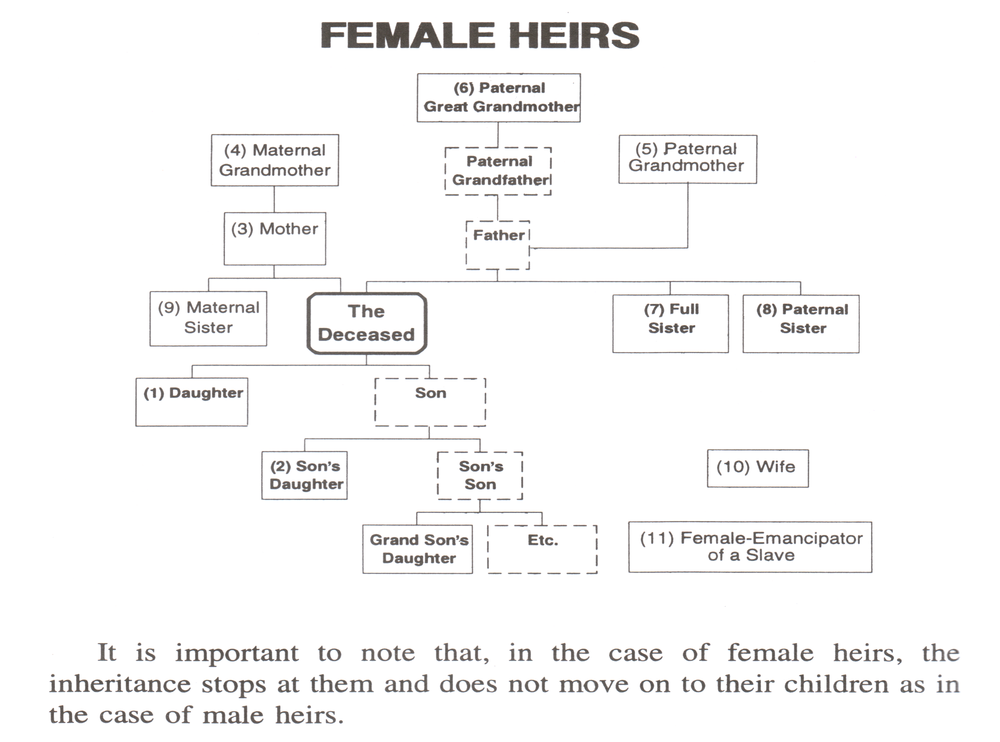 FEMALE HEIRS
(6) Paternal
Great Grandmother
(4) Maternal
Grandmother
Paternal
Grandfather
(5) Paternal
Grandmother
(3) Mother
Father
(9) Maternal
Sister
The
Deceased
(7) Full
Sister
(8) Paternal
Sister
(1) Daughter
Son
(2) Son's
Daughter
Son's
Son
(10) Wife
Grand Son's
Daughter
Etc.
(11) Female-Emancipator
of a Slave
It is important to note that, in the case of female heirs, the
inheritance stops at them and does not move on to their children as in
the case of male heirs.